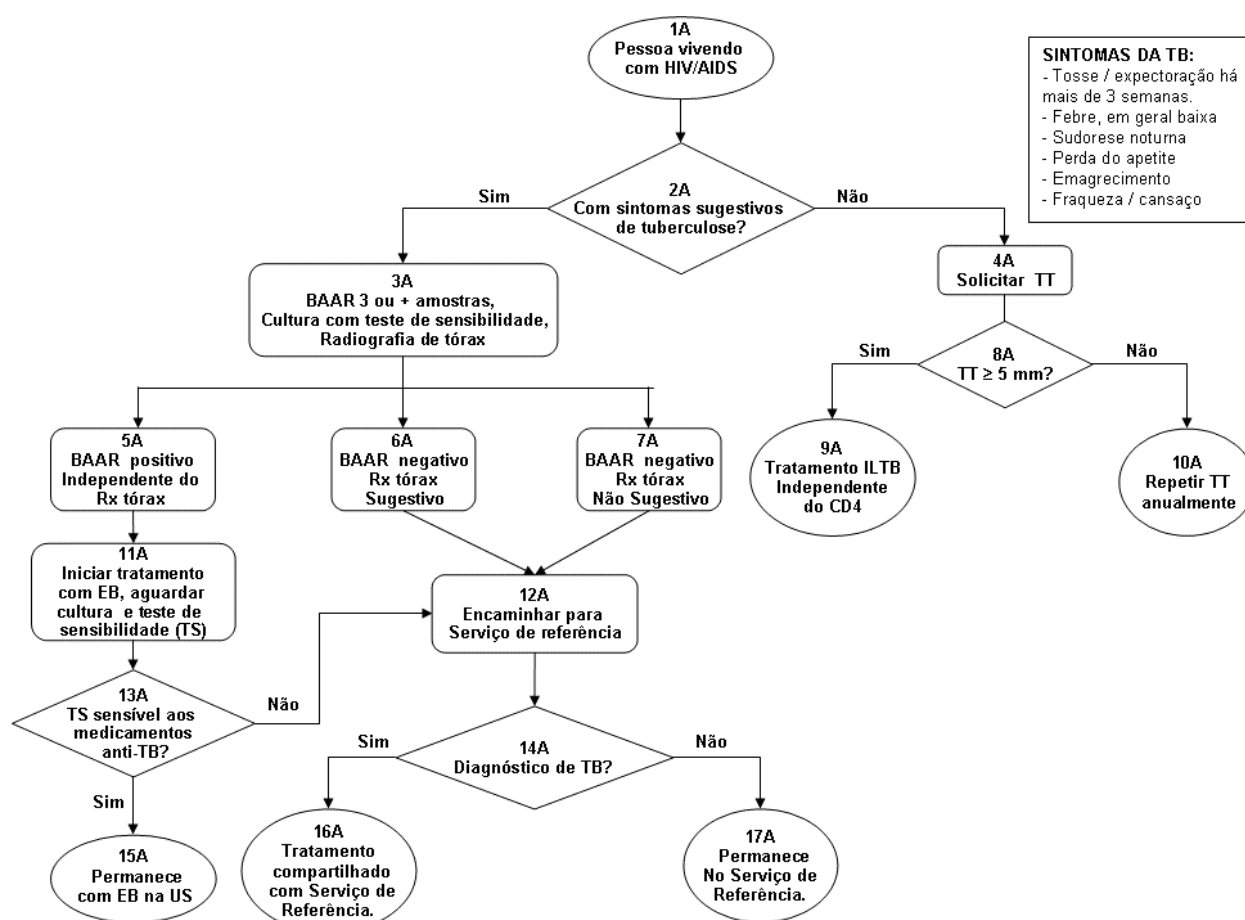 1A
Pessoa vivendo
com HIV/AIDS
SINTOMAS DA TB:
- Tosse / expectoração há
mais de 3 semanas.
- Febre, em geral baixa
- Sudorese noturna
- Perda do apetite
- Emagrecimento
- Fraqueza / cansaço
Sim
2A
Com sintomas sugestivos
de tuberculose?
Não
3A
BAAR 3 ou + amostras,
Cultura com teste de sensibilidade,
Radiografia de tórax
4A
Solicitar TT
Sim
8A
TT ≥ 5 mm?
Não
5A
BAAR positivo
Independente do
Rx tórax
6A
BAAR negativo
Rx tórax
Sugestivo
7A
BAAR negativo
Rx tórax
Não Sugestivo
9A
Tratamento ILTB
Independente
do CD4
10A
Repetir TT
anualmente
11A
Iniciar tratamento
com EB, aguardar
cultura e teste de
sensibilidade (TS)
12A
Encaminhar para
Serviço de referência
13A
TS sensível aos
medicamentos
anti-TB?
Não
Sim
14A
Diagnóstico de TB?
Não
Sim
15A
Permanece
com EB na US
16A
Tratamento
compartilhado
com Serviço de
Referência.
17A
Permanece
No Serviço de
Referência.